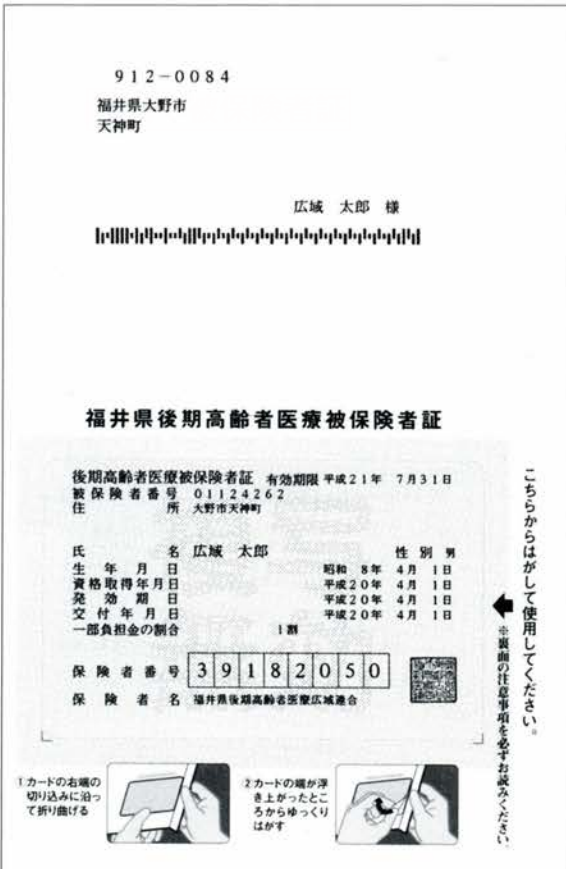 912-0084
福井県大野市
天神町
広域 太郎 様
福井県後期高齢者医療被保険者証
後期高齢者医療被保険者証 有効期限 平成21年 7月31日
被保険者番号 01124262
住所 大野市天神町
氏名 広域 太郎 性別 男
生年月日 昭和 8年 4月 1日
資格取得年月日 平成20年 4月 1日
発効期日 平成20年 4月 1日
交付年月日 平成20年 4月 1日
一部負担金の割合 1割
保険者番号 39182050
保険者名 福井県後期高齢者医療広域連合
こちらからはがして使用してください。
※裏面の注意事項を必ずお読みください。
①カードの右端の
切り込みに沿っ
て折り曲げる
②カードの端が浮
き上がったとこ
ろからゆっくり
はがす